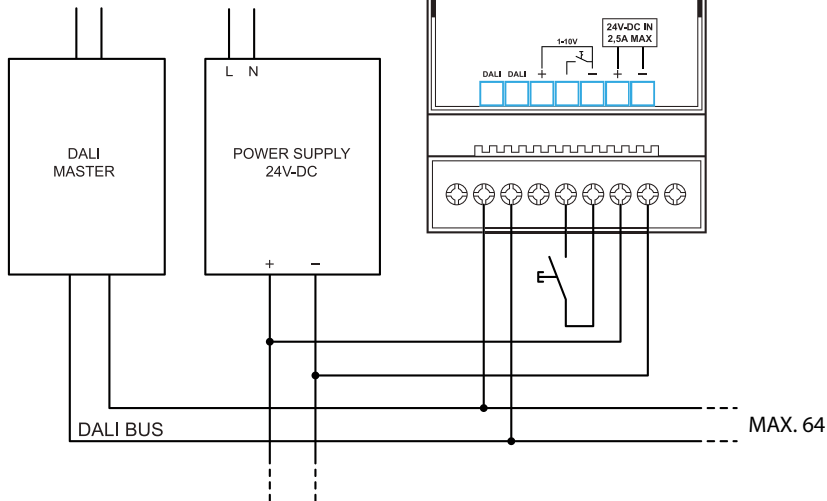 24V-DC IN
2,5A MAX
1-10V
DALI DALI + − + −
L N
DALI
MASTER
POWER SUPPLY
24V-DC
+ −
DALI BUS
MAX. 64